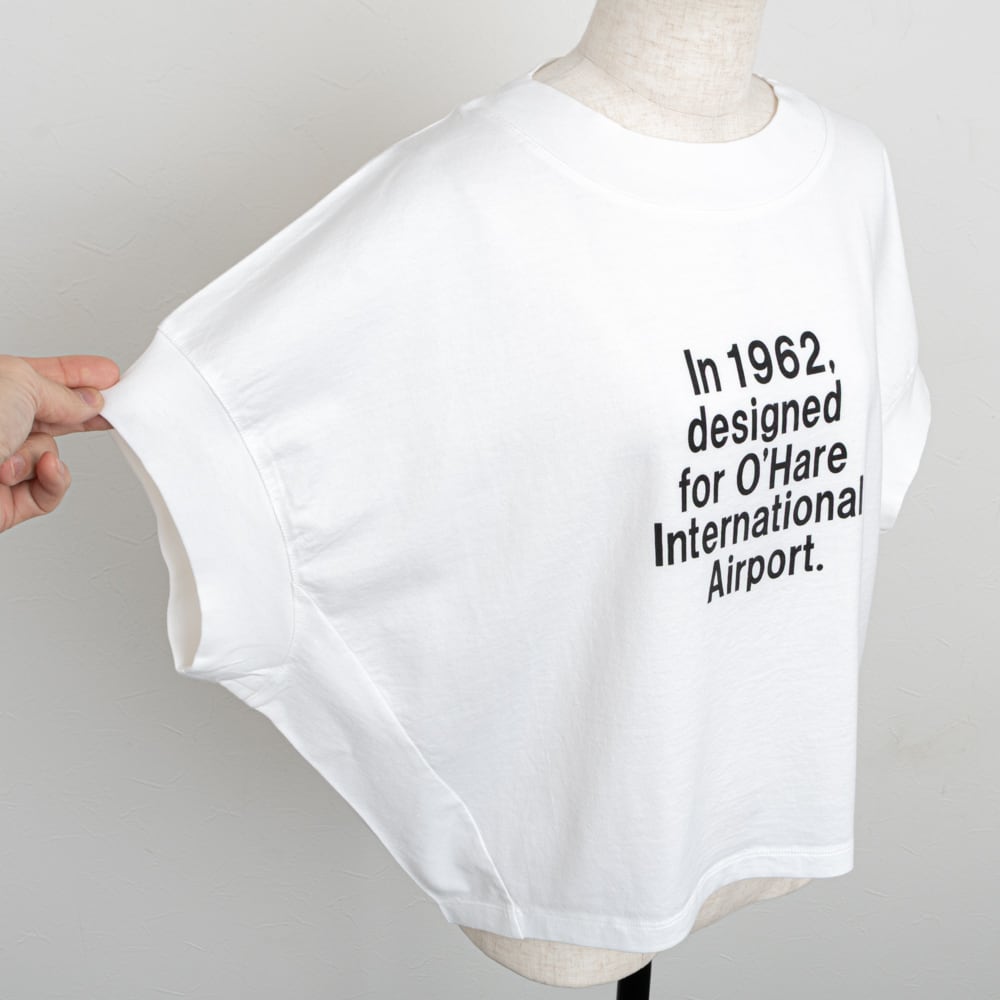 In 1962,
designed
for O’Hare
International
Airport.